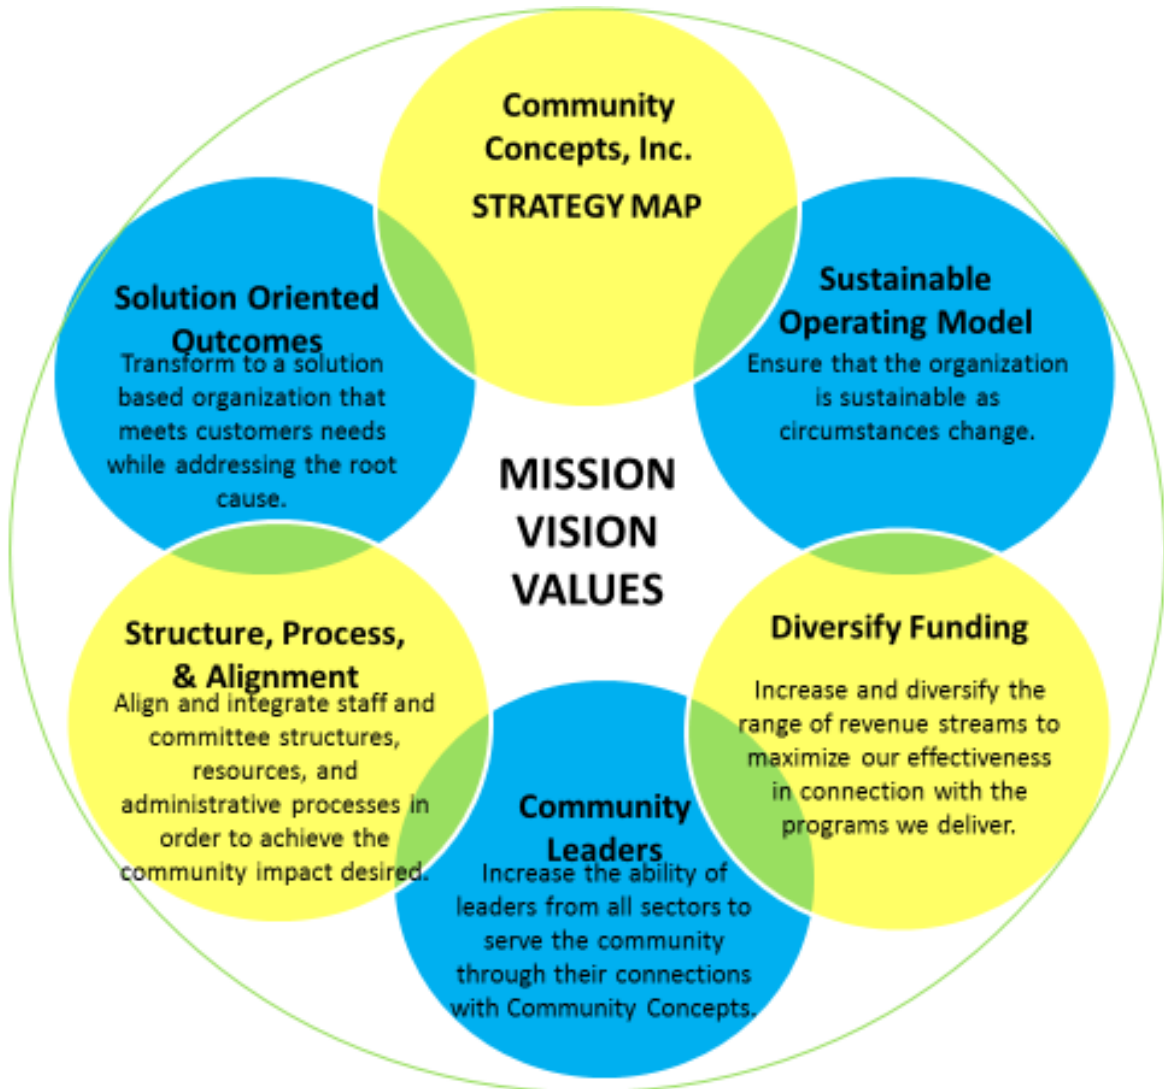 Community
Concepts, Inc.
STRATEGY MAP
Solution Oriented
Outcomes
Transform to a solution
based organization that
meets customers needs
while addressing the root
cause.
Sustainable
Operating Model
Ensure that the organization
is sustainable as
circumstances change.
MISSION
VISION
VALUES
Structure, Process,
& Alignment
Align and integrate staff and
committee structures,
resources, and
administrative processes in
order to achieve the
community impact desired.
Diversify Funding
Increase and diversify the
range of revenue streams to
maximize our effectiveness
in connection with the
programs we deliver.
Community
Leaders
Increase the ability of
leaders from all sectors to
serve the community
through their connections
with Community Concepts.